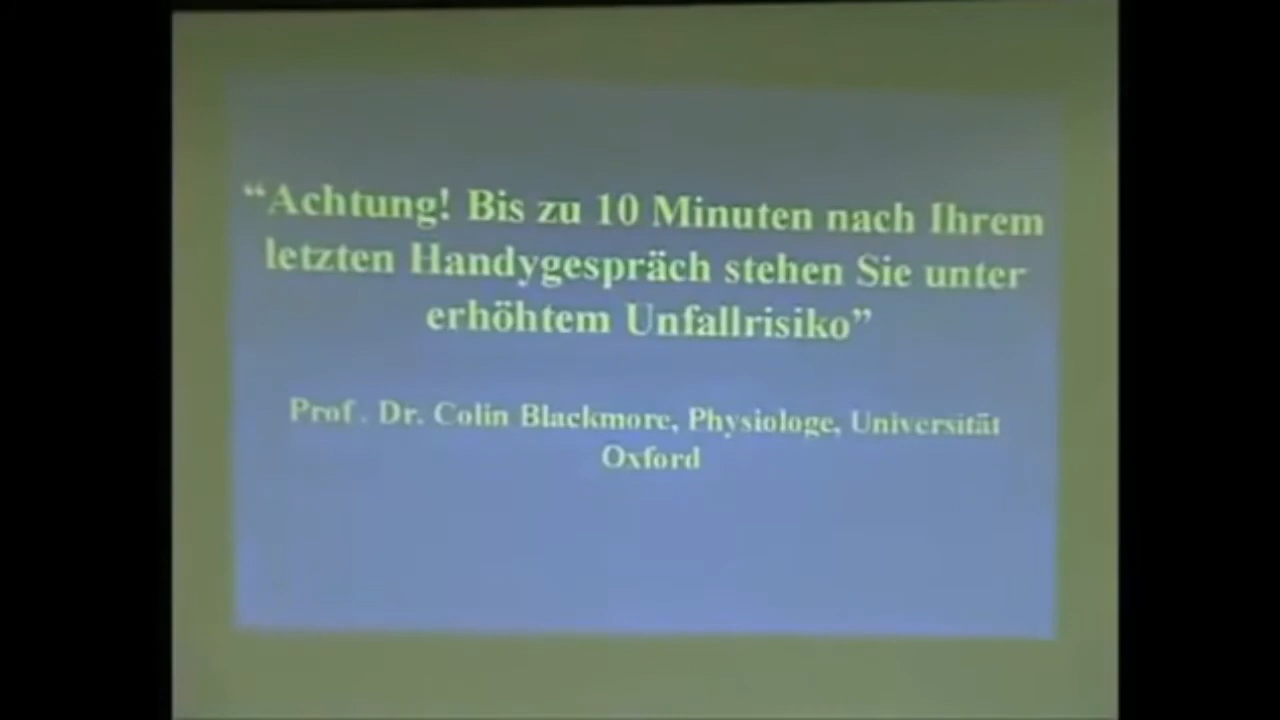 “Achtung! Bis zu 10 Minuten nach Ihrem
letzten Handygespräch stehen Sie unter
erhöhtem Unfallrisiko”
Prof . Dr. Colin Blackmore, Physiologe, Universität
Oxford